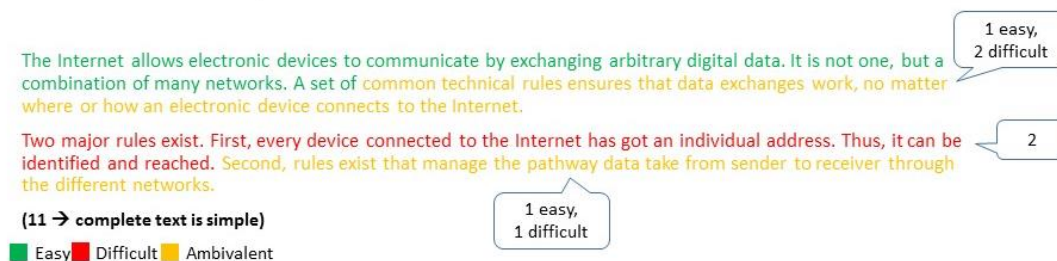 1 easy,
2 difficult
The Internet allows electronic devices to communicate by exchanging arbitrary digital data. It is not one, but a
combination of many networks. A set of common technical rules ensures that data exchanges work, no matter
where or how an electronic device connects to the Internet.
Two major rules exist. First, every device connected to the Internet has got an individual address. Thus, it can be
2
identified and reached. Second, rules exist that manage the pathway data take from sender to receiver through
the different networks.
1 easy,
1 difficult
(11 → complete text is simple)
Easy Difficult Ambivalent